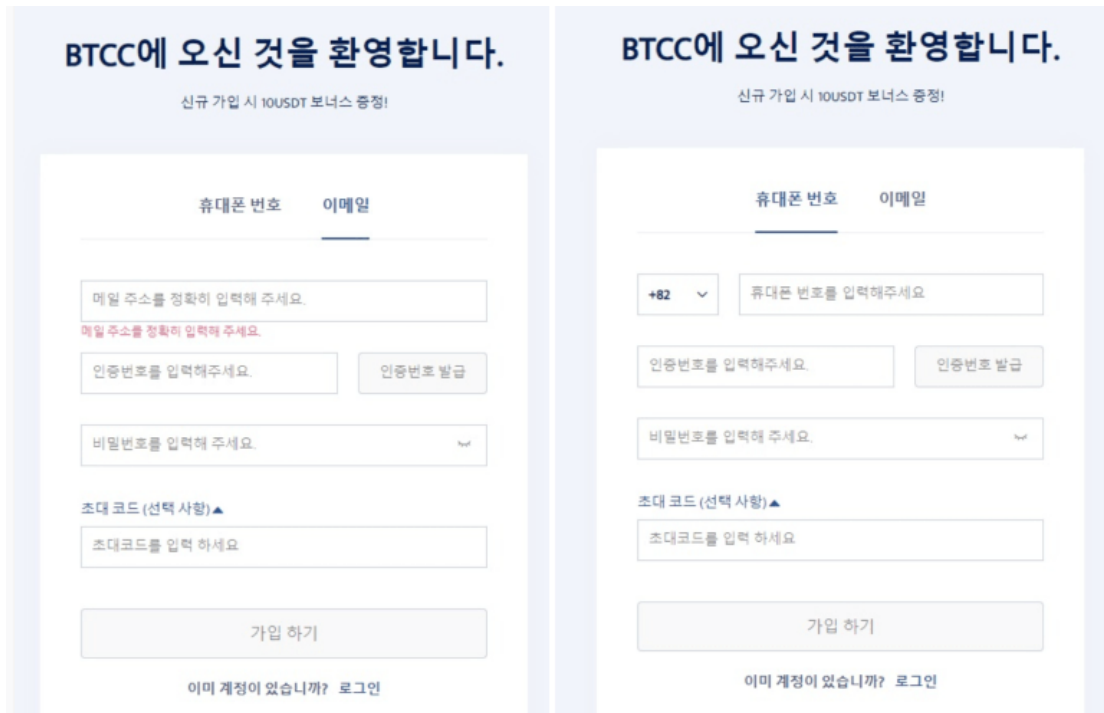 BTCC에 오신 것을 환영합니다.
신규 가입 시 10USDT 보너스 증정!
휴대폰 번호 이메일
메일 주소를 정확히 입력해 주세요.
메일 주소를 정확히 입력해 주세요.
인증번호를 입력해주세요. 인증번호 발급
비밀번호를 입력해 주세요.
초대 코드 (선택 사항)▲
초대코드를 입력 하세요
가입 하기
이미 계정이 있습니까? 로그인
BTCC에 오신 것을 환영합니다.
신규 가입 시 10USDT 보너스 증정!
휴대폰 번호 이메일
+82 휴대폰 번호를 입력해주세요
인증번호를 입력해주세요. 인증번호 발급
비밀번호를 입력해 주세요.
초대 코드 (선택 사항)▲
초대코드를 입력 하세요
가입 하기
이미 계정이 있습니까? 로그인